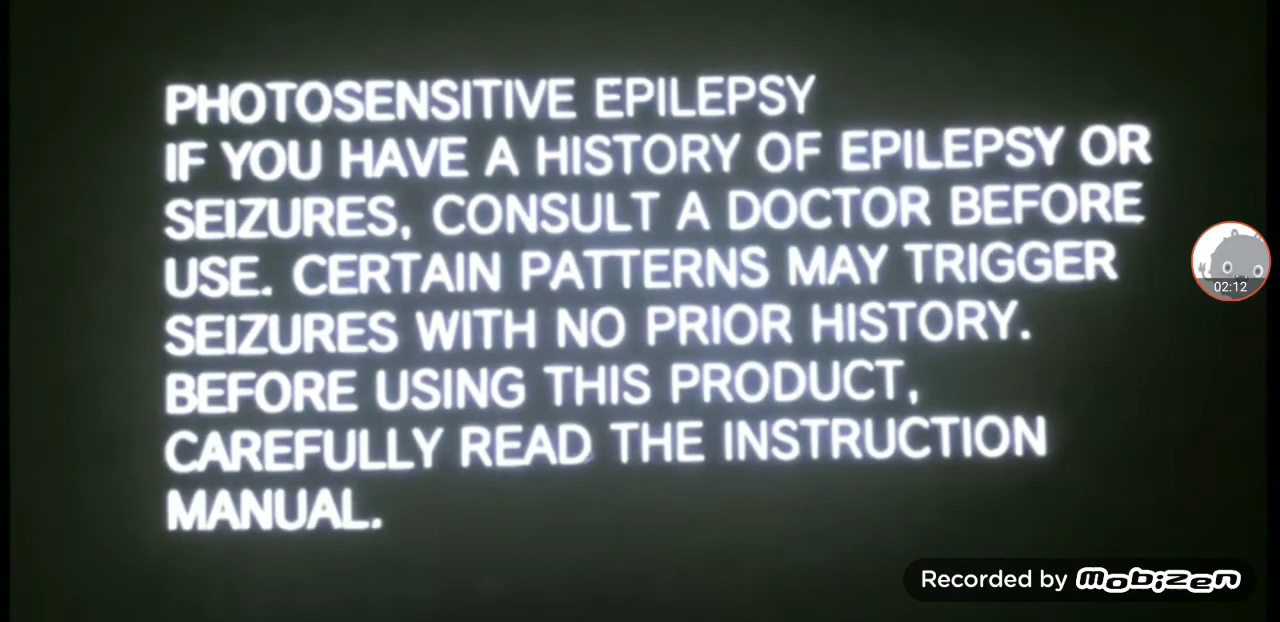 PHOTOSENSITIVE EPILEPSY
IF YOU HAVE A HISTORY OF EPILEPSY OR
SEIZURES, CONSULT A DOCTOR BEFORE
USE. CERTAIN PATTERNS MAY TRIGGER
SEIZURES WITH NO PRIOR HISTORY.
BEFORE USING THIS PRODUCT,
CAREFULLY READ THE INSTRUCTION
MANUAL.
02:12
Recorded by mobizen